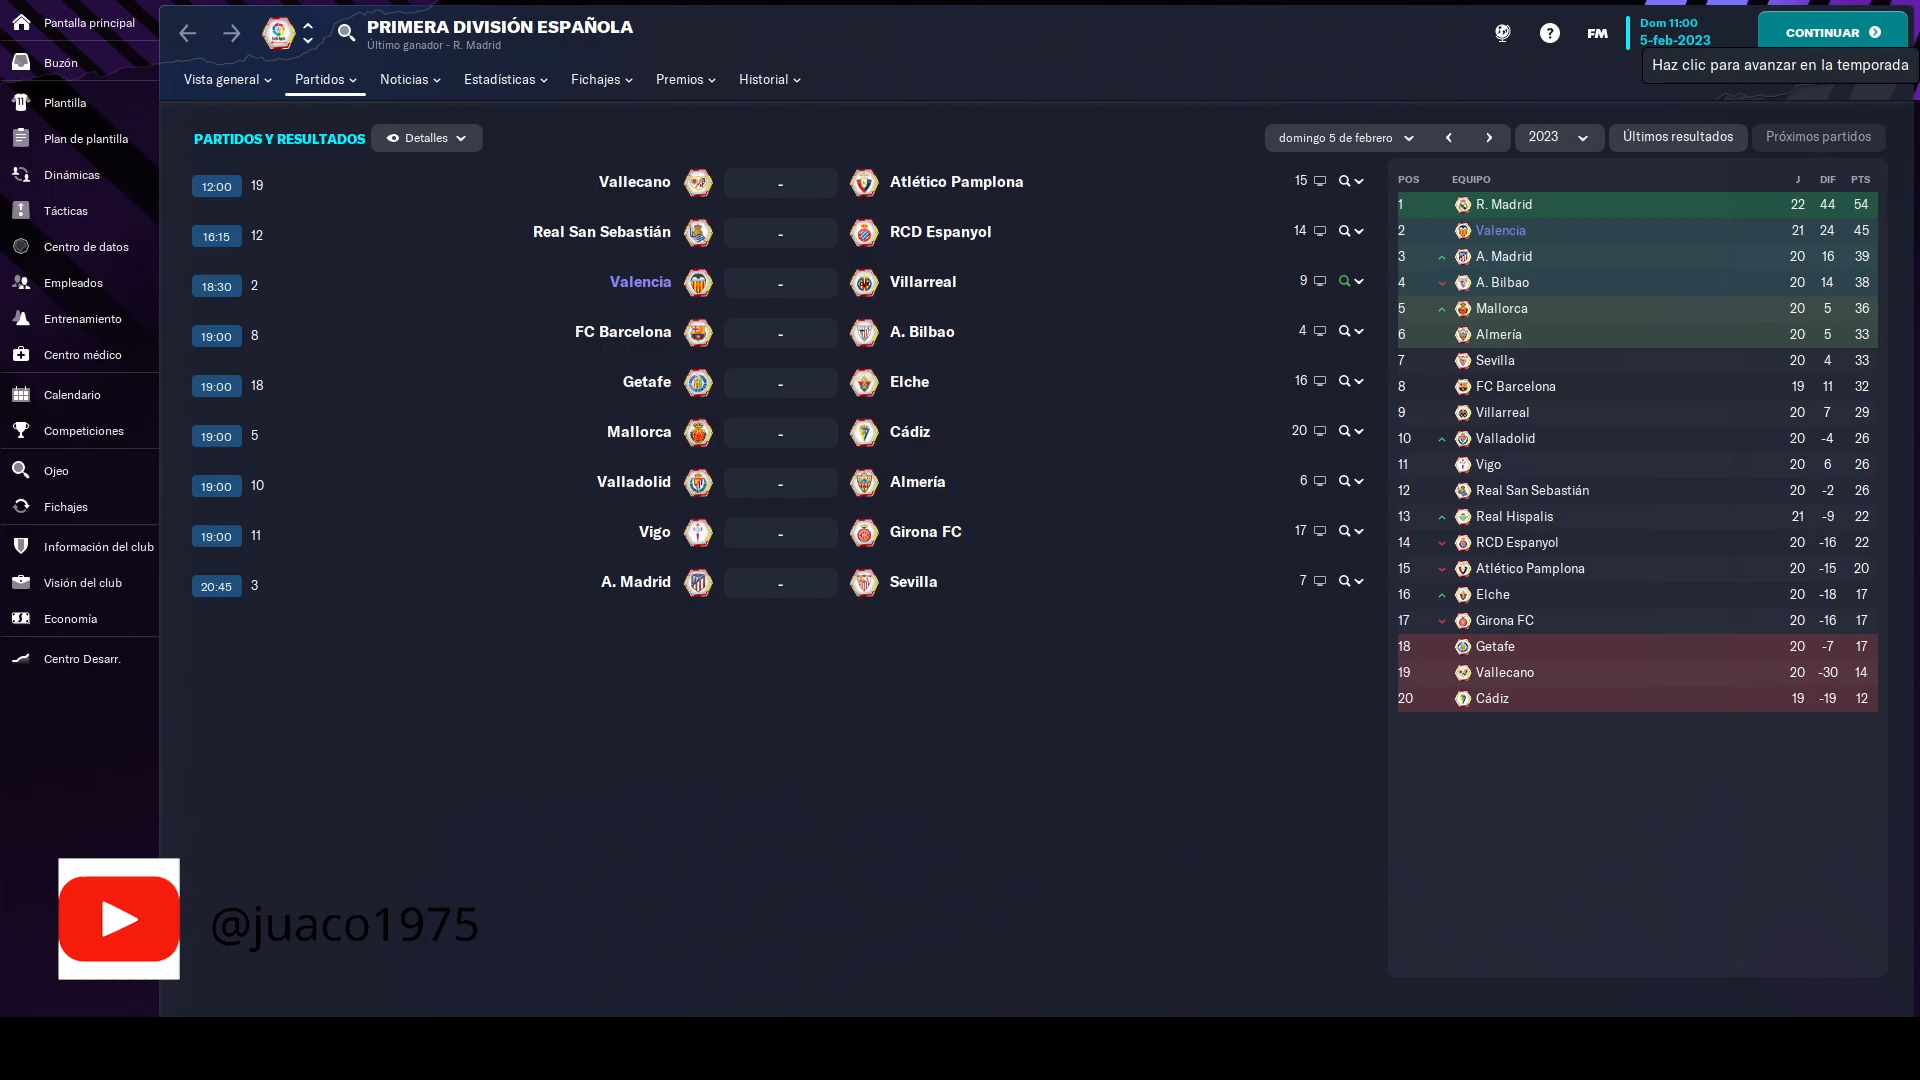 Pantalla principal
Buzón
Plantilla
Plan de plantilla
Dinámicas
Tácticas
Centro de datos
Empleados
Entrenamiento
Centro médico
Calendario
Competiciones
Ojeo
Fichajes
Información del club
Visión del club
Economía
Centro Desarr.
PRIMERA DIVISIÓN ESPAÑOLA
Último ganador - R. Madrid
FM
Dom 11:00
5-feb-2023
CONTINUAR
Haz clic para avanzar en la temporada
Vista general Partidos Noticias Estadísticas Fichajes Premios Historial
PARTIDOS Y RESULTADOS Detalles
domingo 5 de febrero 2023 Últimos resultados Próximos partidos
12:00 19 Vallecano - Atlético Pamplona 15
16:15 12 Real San Sebastián - RCD Espanyol 14
18:30 2 Valencia - Villarreal 9
19:00 8 FC Barcelona - A. Bilbao 4
19:00 18 Getafe - Elche 16
19:00 5 Mallorca - Cádiz 20
19:00 10 Valladolid - Almería 6
19:00 11 Vigo - Girona FC 17
20:45 3 A. Madrid - Sevilla 7
POS EQUIPO J DIF PTS
1 R. Madrid 22 44 54
2 Valencia 21 24 45
3 A. Madrid 20 16 39
4 A. Bilbao 20 14 38
5 Mallorca 20 5 36
6 Almería 20 5 33
7 Sevilla 20 4 33
8 FC Barcelona 19 11 32
9 Villarreal 20 7 29
10 Valladolid 20 -4 26
11 Vigo 20 6 26
12 Real San Sebastián 20 -2 26
13 Real Hispalis 21 -9 22
14 RCD Espanyol 20 -16 22
15 Atlético Pamplona 20 -15 20
16 Elche 20 -18 17
17 Girona FC 20 -16 17
18 Getafe 20 -7 17
19 Vallecano 20 -30 14
20 Cádiz 19 -19 12
@juaco1975